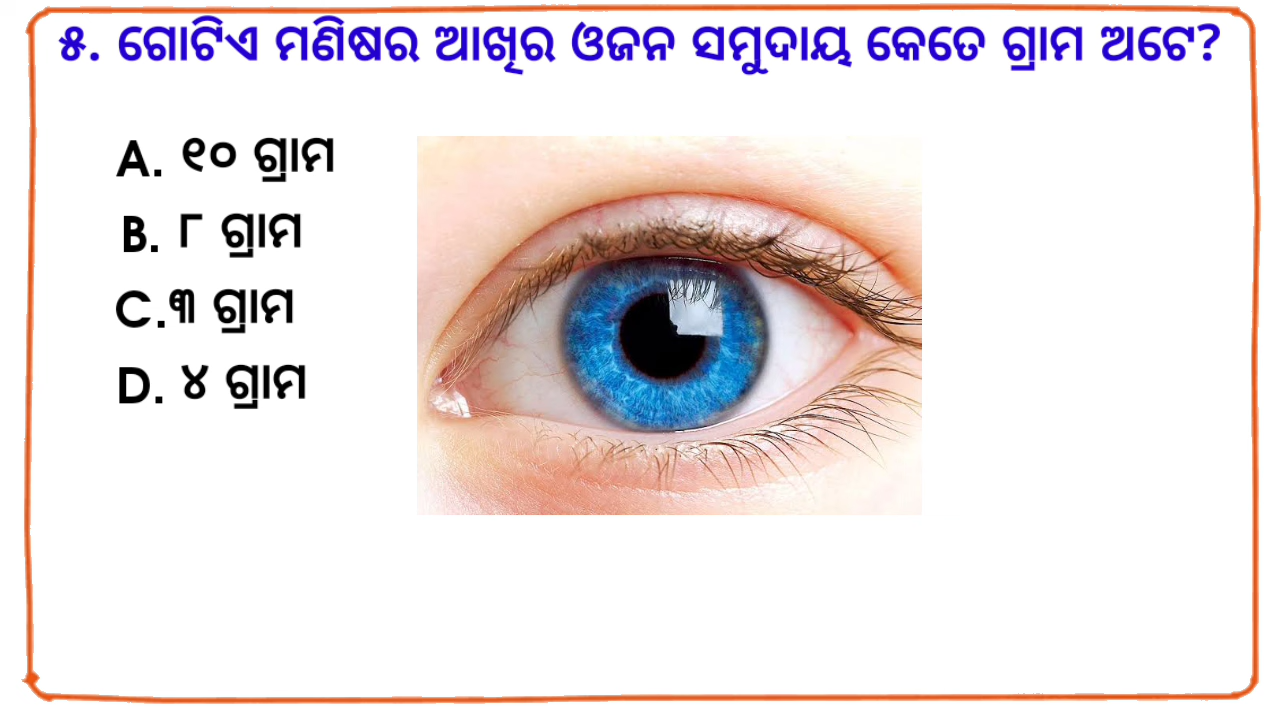 ୫. ଗୋଟିଏ ମଣିଷର ଆଖିର ଓଜନ ସମୁଦାୟ କେତେ ଗ୍ରାମ ଅଟେ?
A. ୧୦ ଗ୍ରାମ
B. ୮ ଗ୍ରାମ
C.୩ ଗ୍ରାମ
D. ୪ ଗ୍ରାମ